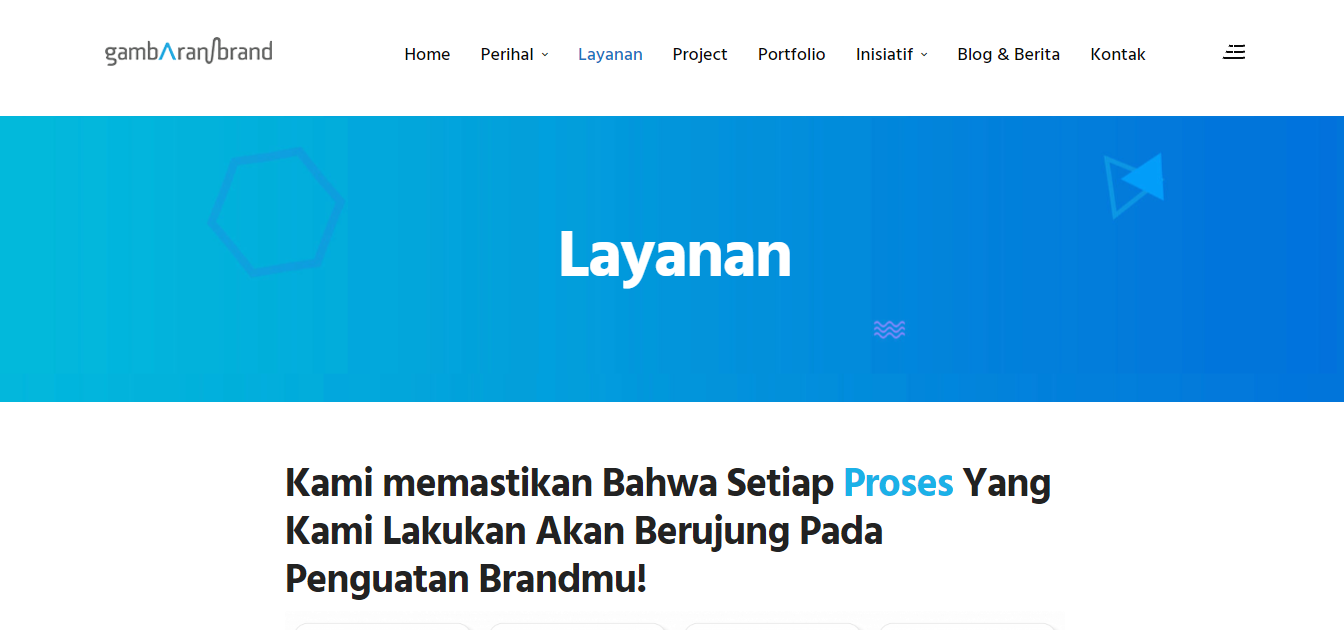 gambaranbrand
Home Perihal Layanan Project Portfolio Inisiatif Blog & Berita Kontak
Layanan
Kami memastikan Bahwa Setiap Proses Yang
Kami Lakukan Akan Berujung Pada
Penguatan Brandmu!